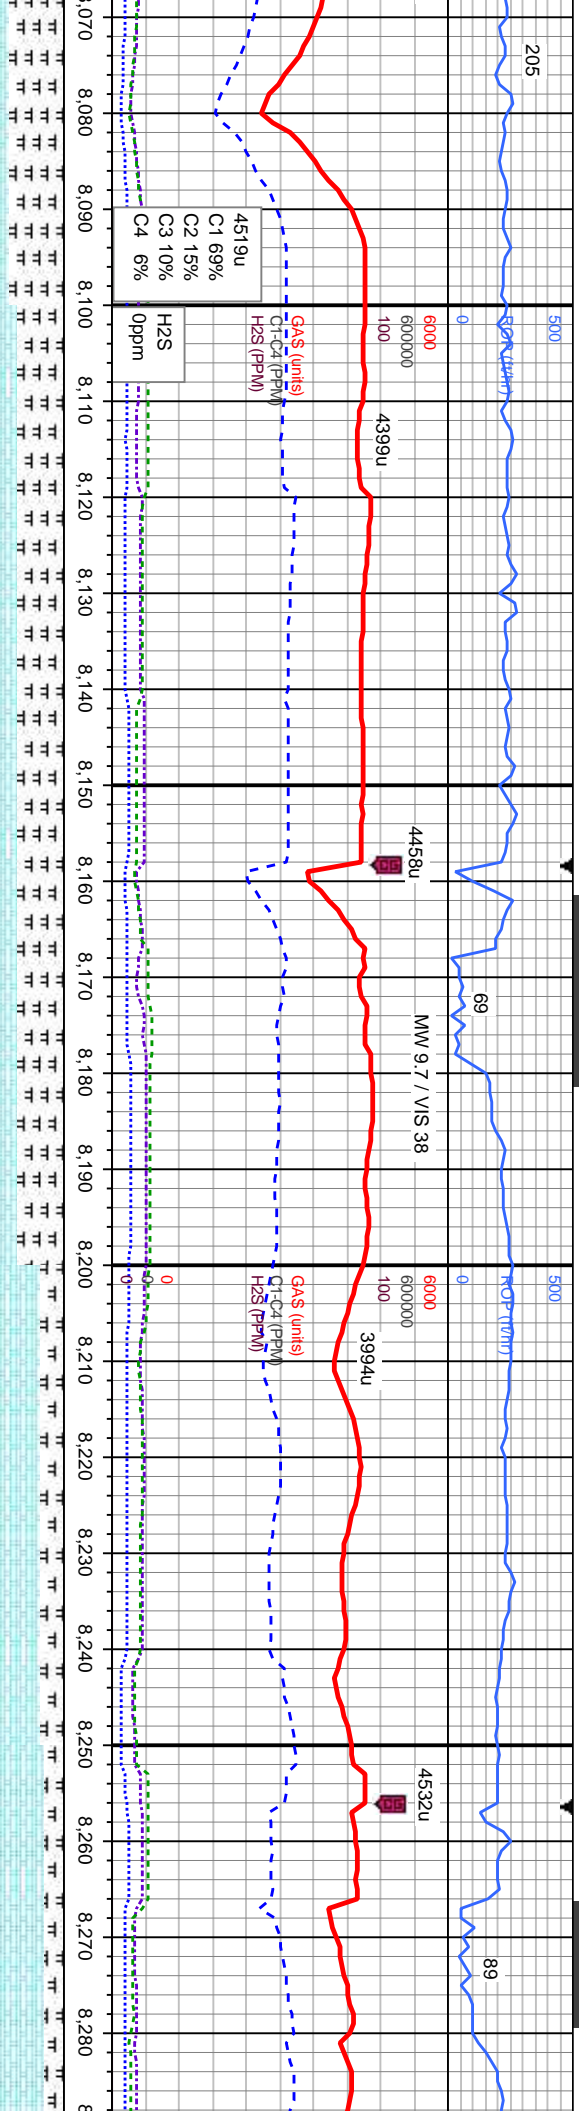 8,070
8,080
8,090
8,100
8,110
8,120
8,130
8,140
8,150
8,160
8,170
8,180
8,190
8,200
8,210
8,220
8,230
8,240
8,250
8,260
8,270
8,280
205
4519u
C1 69%
C2 15%
C3 10%
C4 6%
H2S
0ppm
500
ROP (ft/hr)
0
6000
600000
100
GAS (units)
C1-C4 (PPM)
H2S (PPM)
4399u
4458u
69
MW 9.7 / VIS 38
500
ROP (ft/hr)
0
6000
600000
100
GAS (units)
C1-C4 (PPM)
H2S (PPM)
0
0
0
3994u
4532u
89